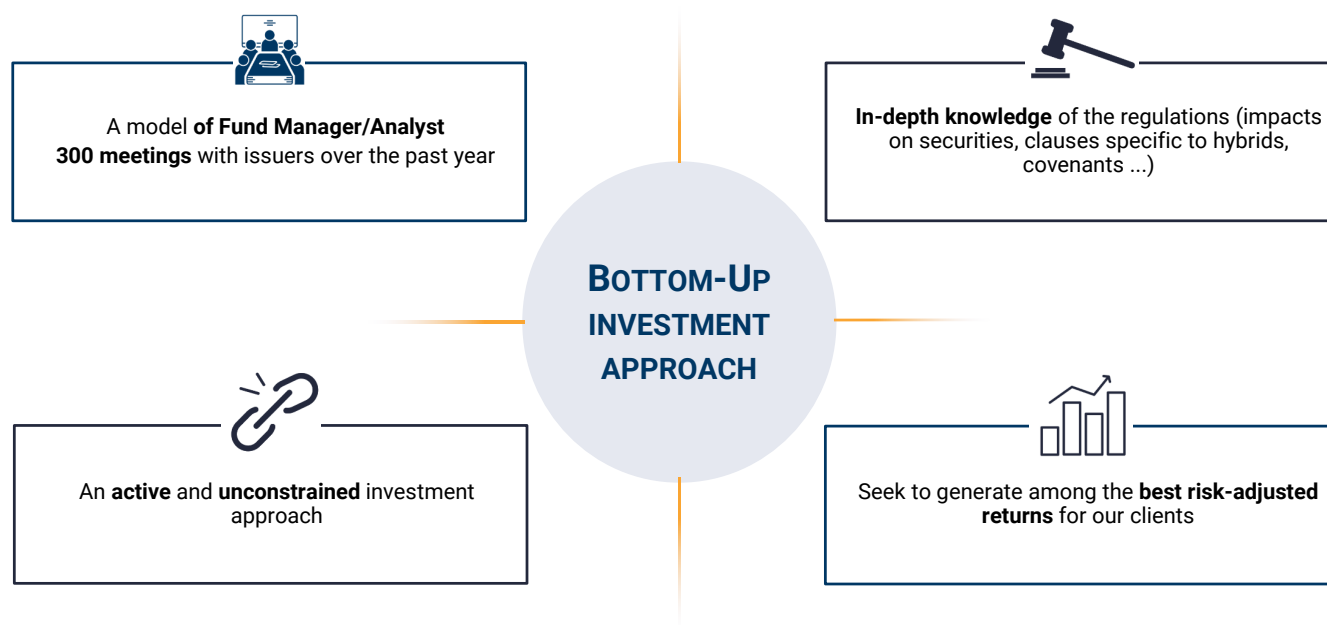 A model of Fund Manager/Analyst
300 meetings with issuers over the past year
In-depth knowledge of the regulations (impacts
on securities, clauses specific to hybrids,
covenants ...)
BOTTOM-UP
INVESTMENT
APPROACH
An active and unconstrained investment
approach
Seek to generate among the best risk-adjusted
returns for our clients